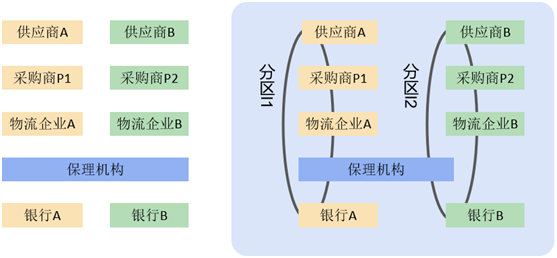 供应商A
供应商B
采购商P1
采购商P2
物流企业A
物流企业B
保理机构
银行A
银行B
分区1
供应商A
采购商P1
物流企业A
保理机构
银行A
分区2
供应商B
采购商P2
物流企业B
银行B